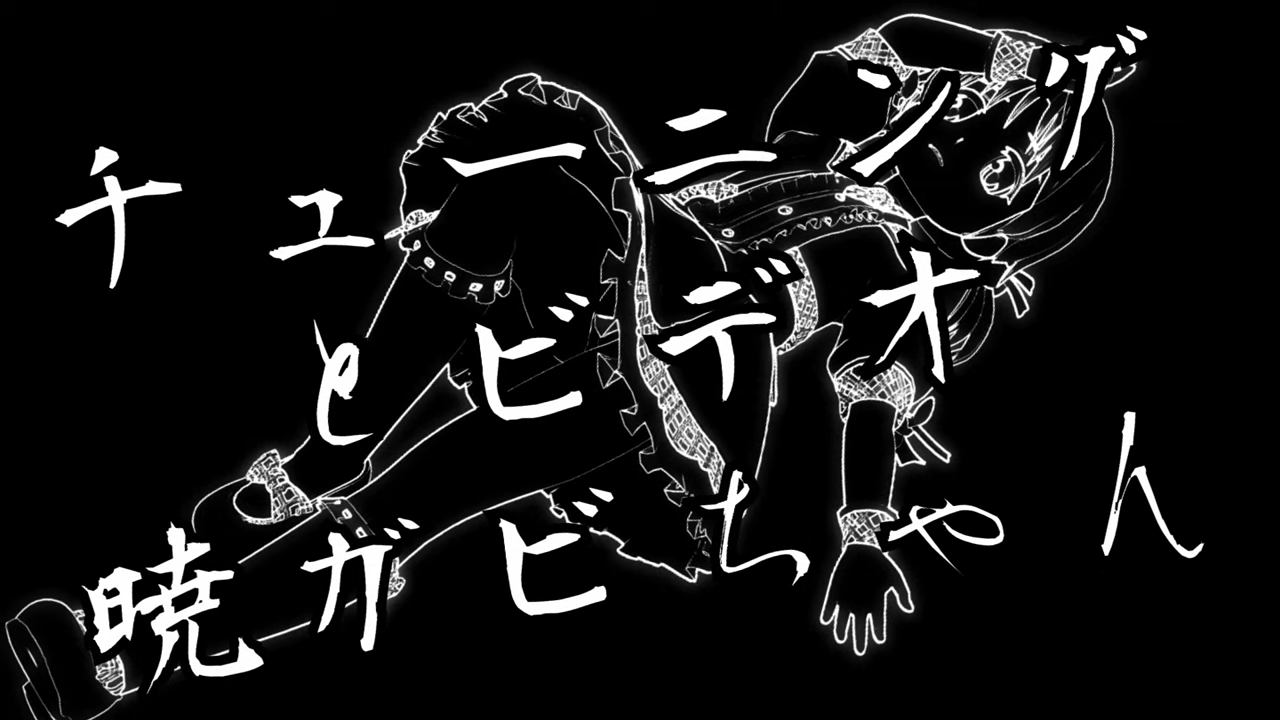 チューニング
とビデオ
暁ガビちゃん